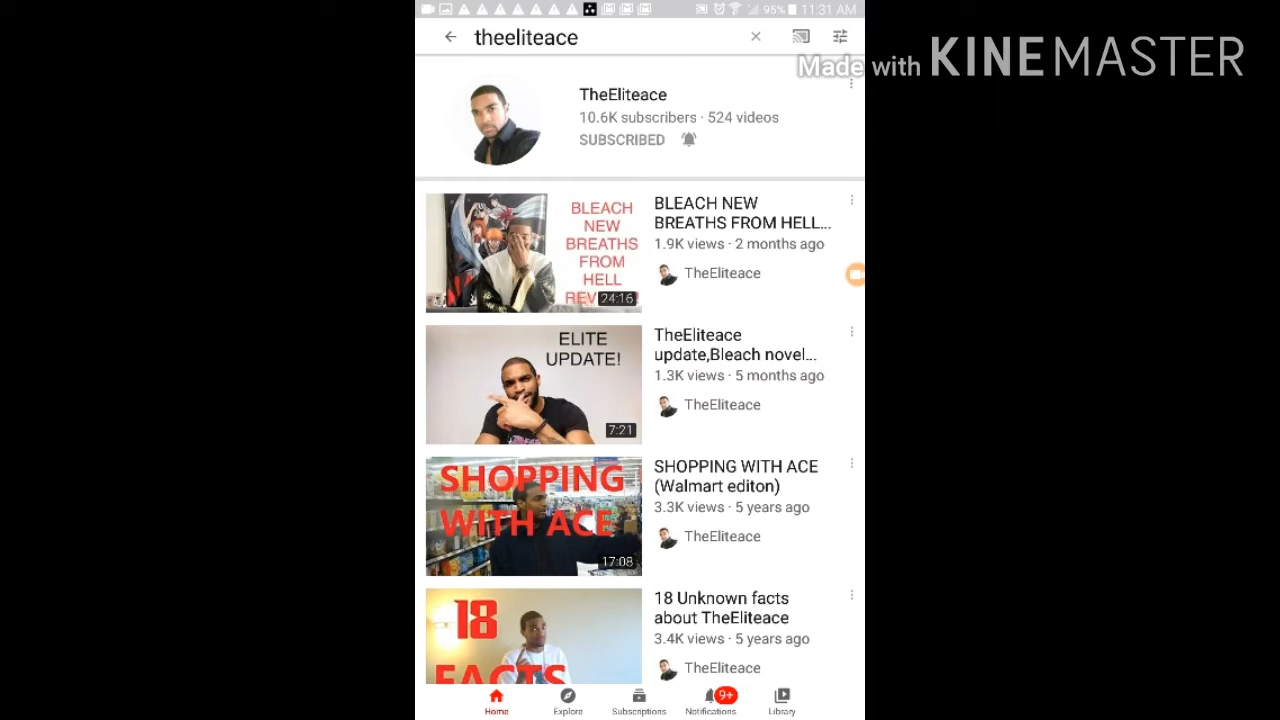 95% 11:31 AM
theeliteace
Made with KINEMASTER
TheEliteace
10.6K subscribers · 524 videos
SUBSCRIBED
BLEACH
NEW
BREATHS
FROM
HELL
24:16
BLEACH NEW
BREATHS FROM HELL...
1.9K views · 2 months ago
TheEliteace
ELITE
UPDATE!
7:21
TheEliteace
update,Bleach novel...
1.3K views · 5 months ago
TheEliteace
SHOPPING
WITH ACE
17:08
SHOPPING WITH ACE
(Walmart editon)
3.3K views · 5 years ago
TheEliteace
18
FACTS
18 Unknown facts
about TheEliteace
3.4K views · 5 years ago
TheEliteace
9+
Home Explore Subscriptions Notifications Library